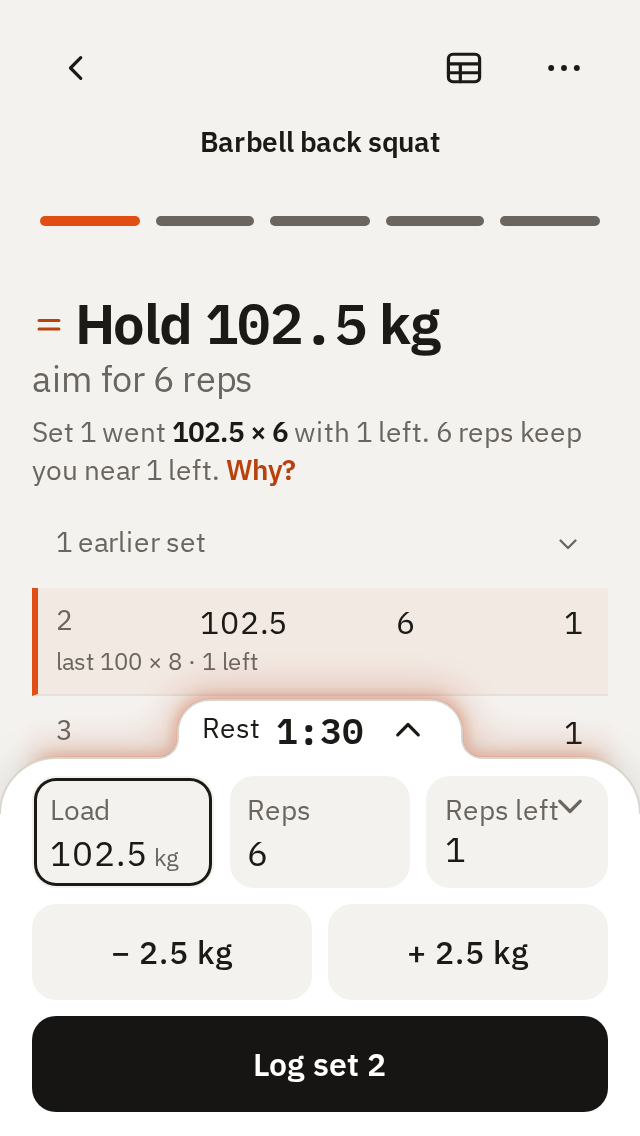 Barbell back squat
= Hold 102.5 kg
aim for 6 reps
Set 1 went 102.5 × 6 with 1 left. 6 reps keep
you near 1 left. Why?
1 earlier set
2 102.5 6 1
last 100 × 8 · 1 left
3 1
Rest 1:30
Load Reps Reps left
102.5 kg 6 1
− 2.5 kg + 2.5 kg
Log set 2